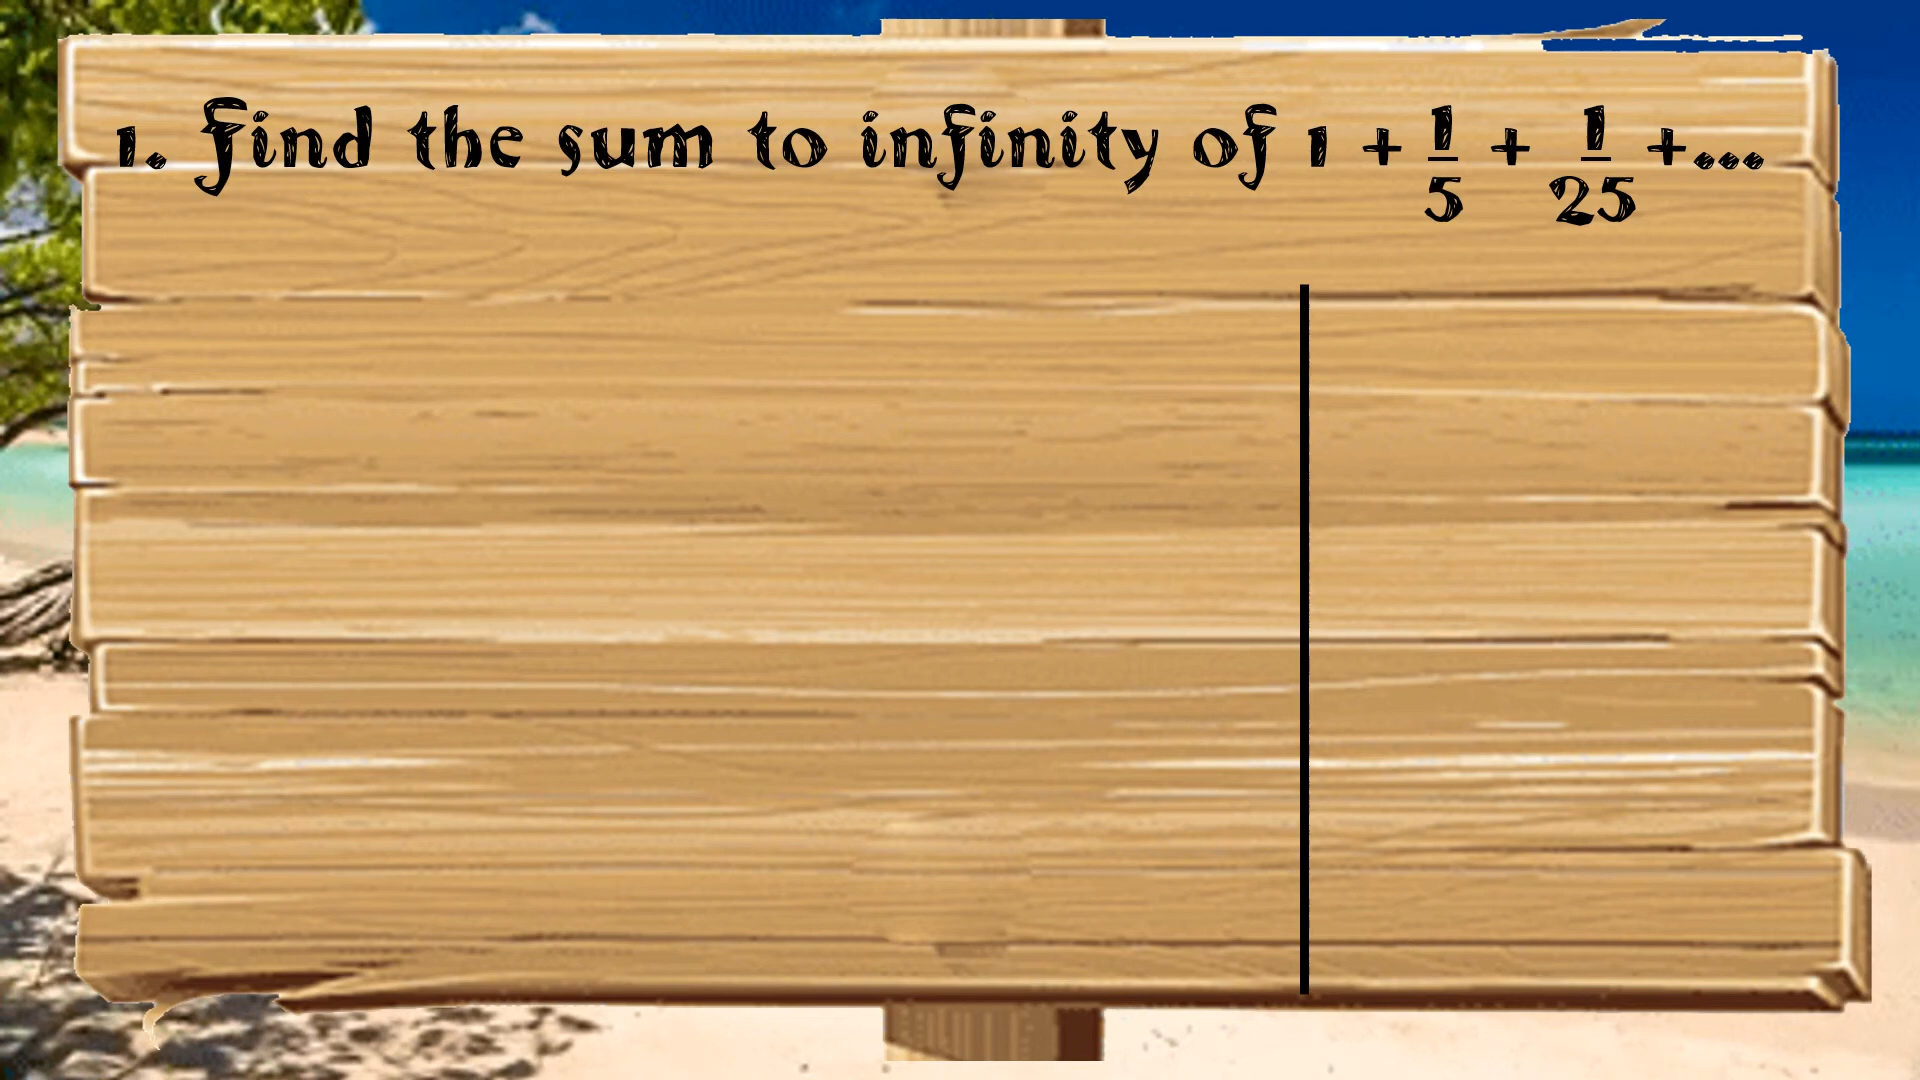 1. Find the sum to infinity of 1 + 1/5 + 1/25 +...